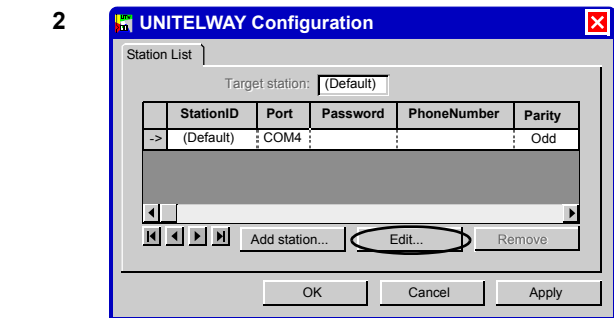 2
UNITELWAY Configuration
Station List
Target station: (Default)
StationID Port Password PhoneNumber Parity
-> (Default) COM4 Odd
Add station... Edit... Remove
OK Cancel Apply